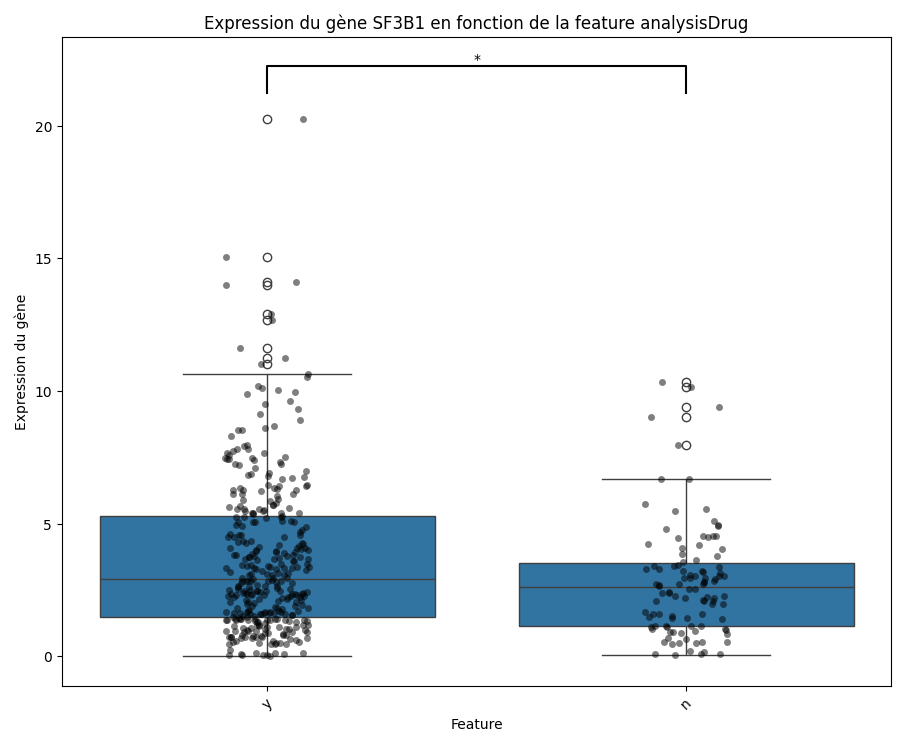 Expression du gène SF3B1 en fonction de la feature analysisDrug
*
20
15
10
5
0
Expression du gène
y
n
Feature